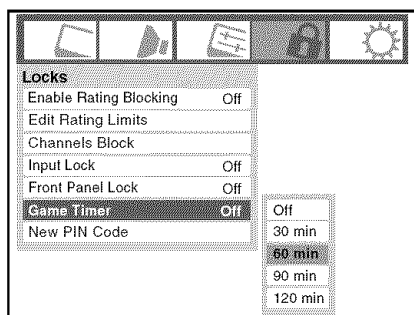 Locks
Enable Rating Blocking Off
Edit Rating Limits
Channels Block
Input Lock Off
Front Panel Lock Off
Game Timer Off
New PIN Code
Off
30 min
60 min
90 min
120 min